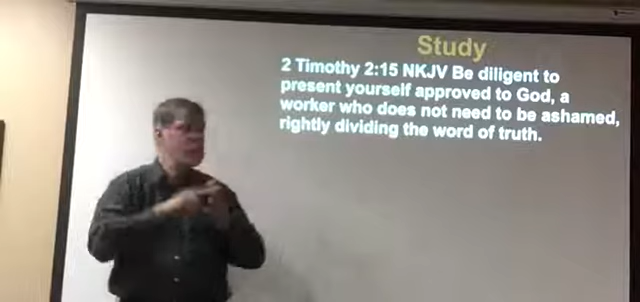 Study
2 Timothy 2:15 NKJV Be diligent to
present yourself approved to God, a
worker who does not need to be ashamed,
rightly dividing the word of truth.